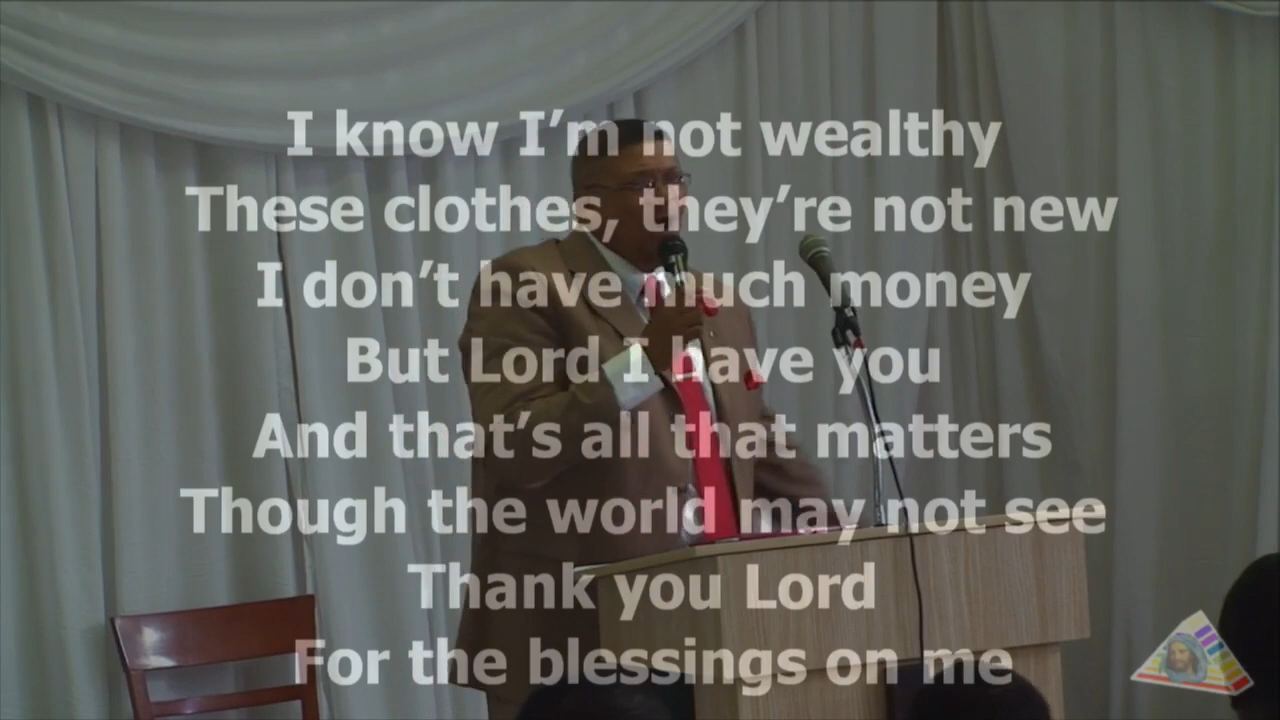 I know I'm not wealthy
These clothes, they're not new
I don't have much money
But Lord I have you
And that's all that matters
Though the world may not see
Thank you Lord
For the blessings on me